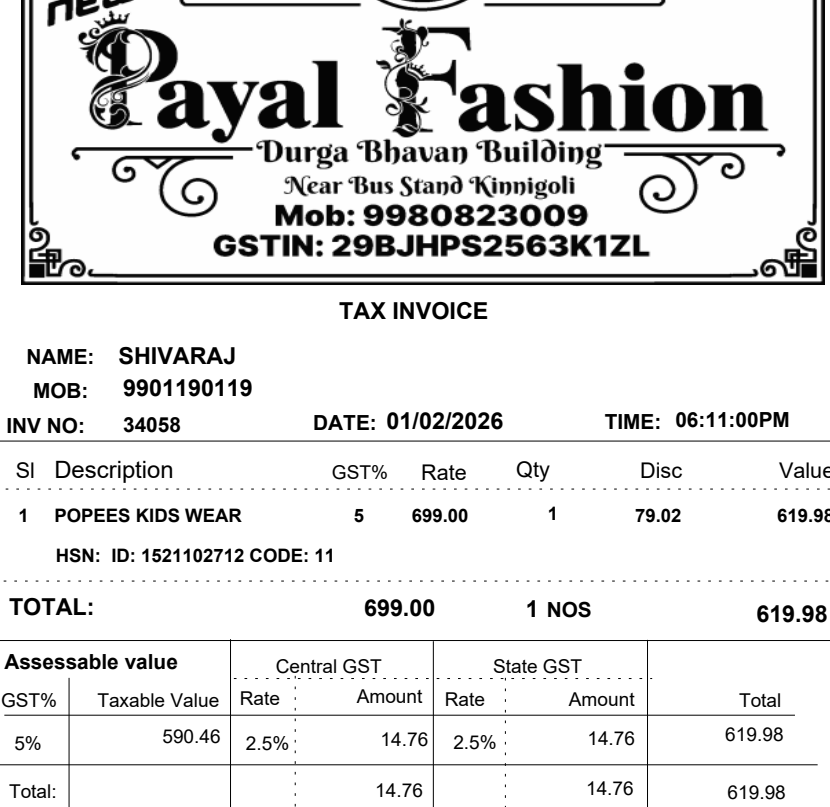 new
Payal Fashion
Durga Bhavan Building
Near Bus Stand Kinnigoli
Mob: 9980823009
GSTIN: 29BJHPS2563K1ZL
TAX INVOICE
NAME: SHIVARAJ
MOB: 9901190119
INV NO: 34058 DATE: 01/02/2026 TIME: 06:11:00PM
Sl Description GST% Rate Qty Disc Value
1 POPEES KIDS WEAR 5 699.00 1 79.02 619.98
HSN: ID: 1521102712 CODE: 11
TOTAL: 699.00 1 NOS 619.98
Assessable value Central GST State GST
GST% Taxable Value Rate Amount Rate Amount Total
5% 590.46 2.5% 14.76 2.5% 14.76 619.98
Total: 14.76 14.76 619.98